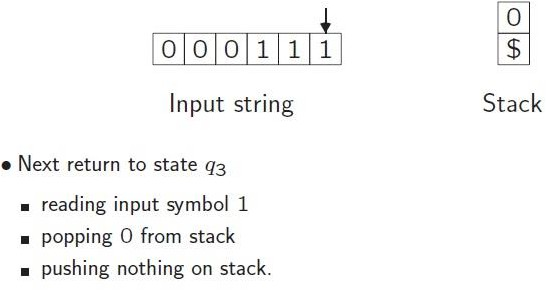 0
0 0 0 1 1 1 $
Input string Stack
• Next return to state q3
▪ reading input symbol 1
▪ popping 0 from stack
▪ pushing nothing on stack.